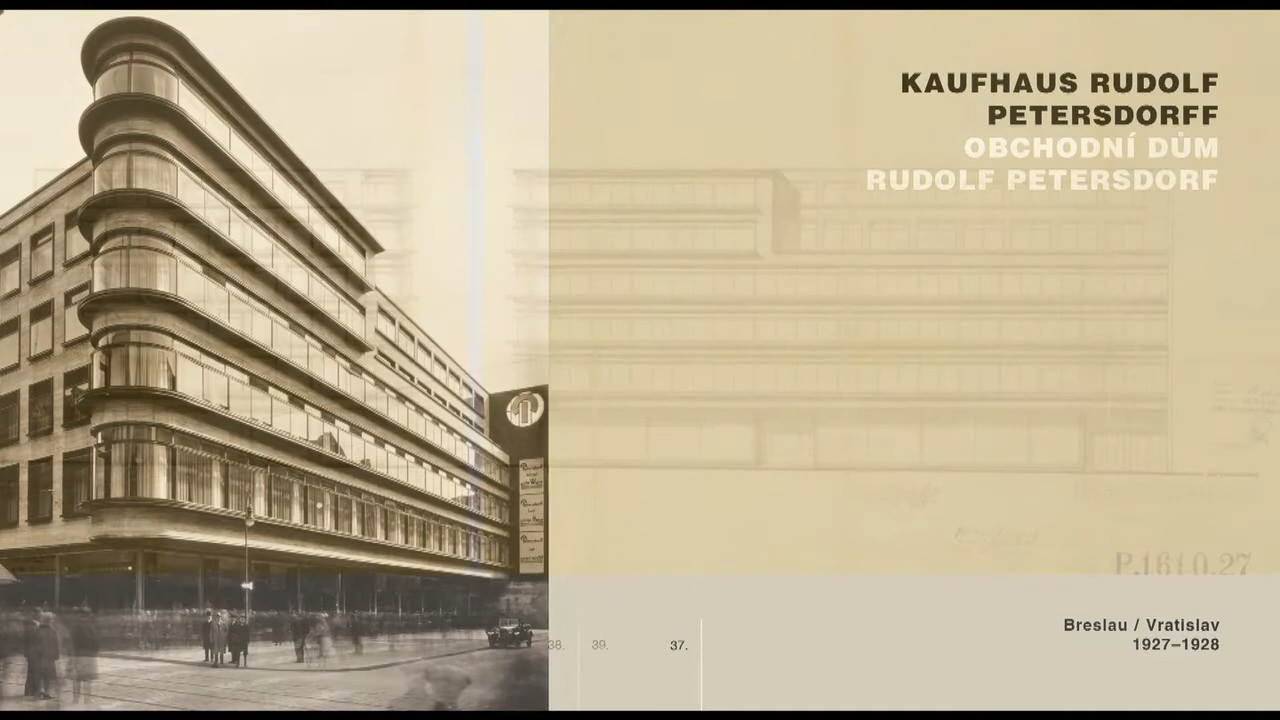 KAUFHAUS RUDOLF
PETERSDORFF
OBCHODNÍ DŮM
RUDOLF PETERSDORF
P.1610.27
Breslau / Vratislav
1927–1928
38. 39. 37.